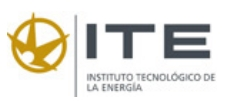 ITE
INSTITUTO TECNOLÓGICO DE
LA ENERGÍA